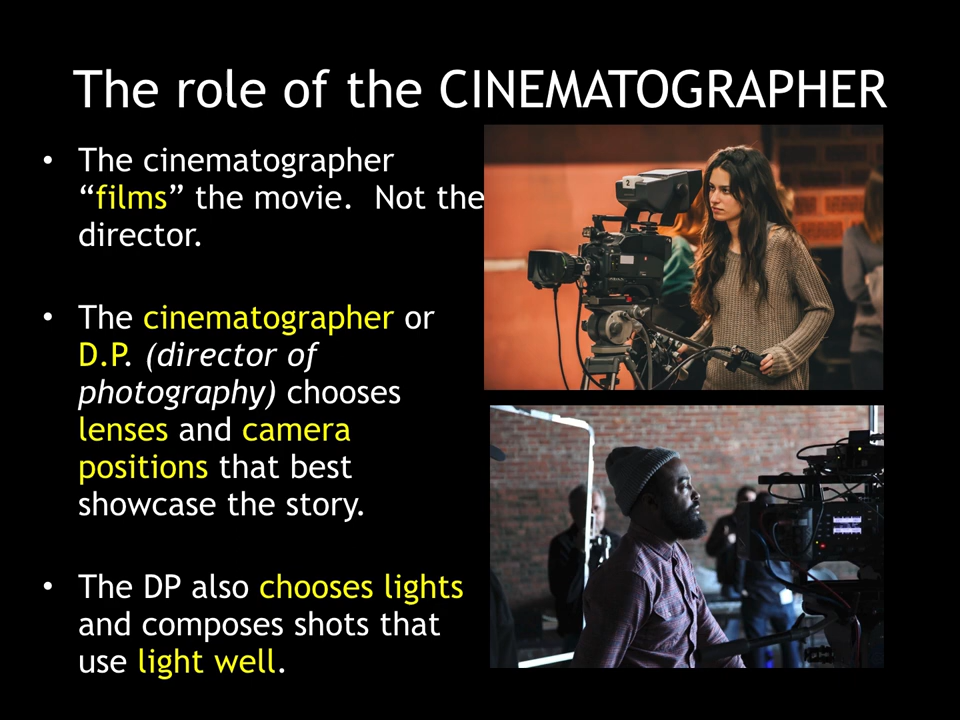 The role of the CINEMATOGRAPHER
• The cinematographer
“films” the movie.  Not the
director.
• The cinematographer or
D.P. (director of
photography) chooses
lenses and camera
positions that best
showcase the story.
• The DP also chooses lights
and composes shots that
use light well.
2